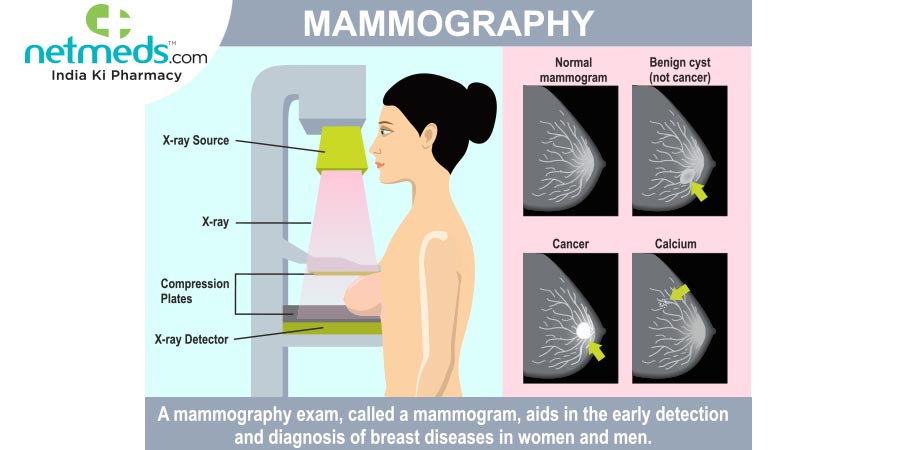 netmeds.com™
India Ki Pharmacy
MAMMOGRAPHY
X-ray Source
X-ray
Compression
Plates
X-ray Detector
Normal
mammogram
Benign cyst
(not cancer)
Cancer
Calcium
A mammography exam, called a mammogram, aids in the early detection
and diagnosis of breast diseases in women and men.